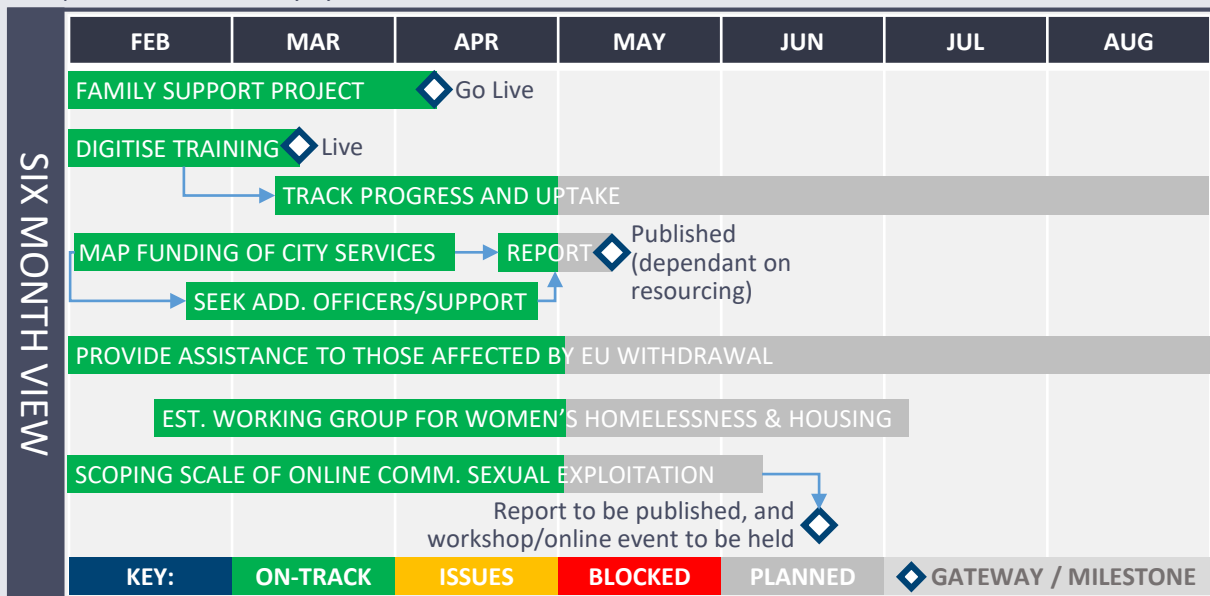 SIX MONTH VIEW
FEB MAR APR MAY JUN JUL AUG
FAMILY SUPPORT PROJECT Go Live
DIGITISE TRAINING Live
TRACK PROGRESS AND UPTAKE
MAP FUNDING OF CITY SERVICES REPORT
Published
(dependant on
resourcing)
SEEK ADD. OFFICERS/SUPPORT
PROVIDE ASSISTANCE TO THOSE AFFECTED BY EU WITHDRAWAL
EST. WORKING GROUP FOR WOMEN'S HOMELESSNESS & HOUSING
SCOPING SCALE OF ONLINE COMM. SEXUAL EXPLOITATION
Report to be published, and
workshop/online event to be held
KEY: ON-TRACK ISSUES BLOCKED PLANNED GATEWAY / MILESTONE